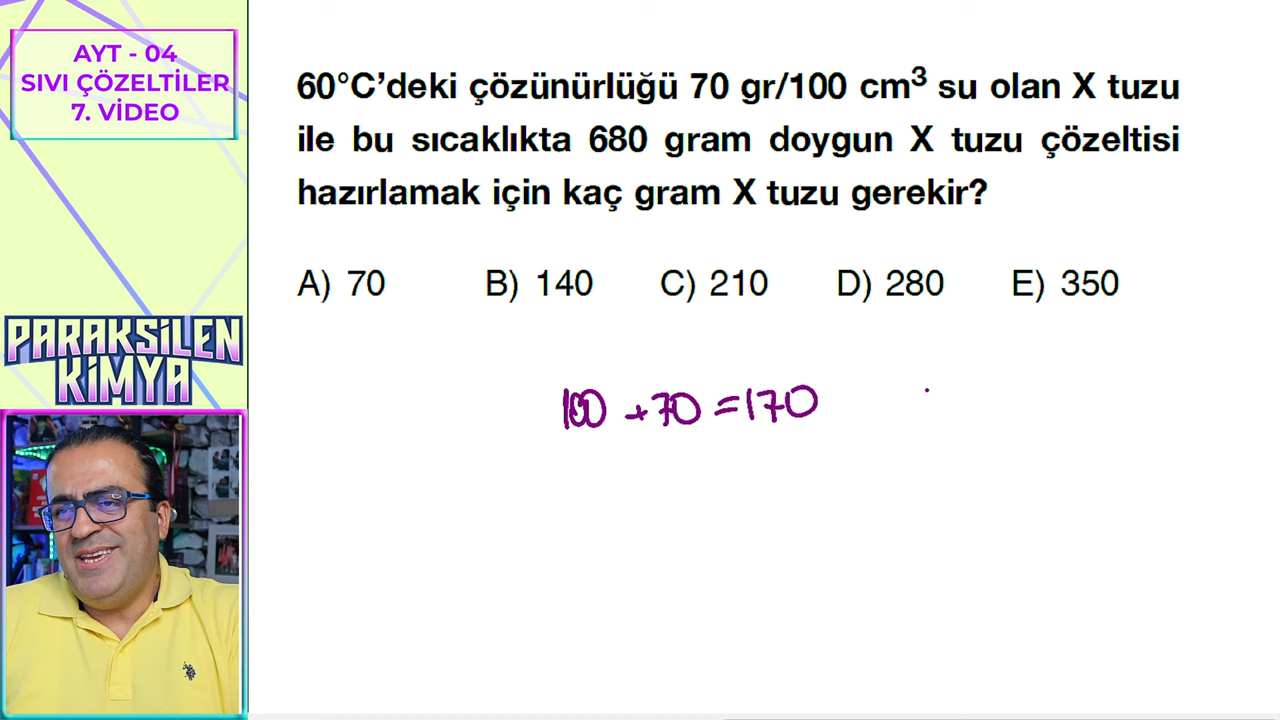 AYT - 04
SIVI ÇÖZELTİLER
7. VİDEO
PARAKSİLEN
KİMYA
60°C'deki çözünürlüğü 70 gr/100 cm³ su olan X tuzu
ile bu sıcaklıkta 680 gram doygun X tuzu çözeltisi
hazırlamak için kaç gram X tuzu gerekir?
A) 70 B) 140 C) 210 D) 280 E) 350
100 +70 =170